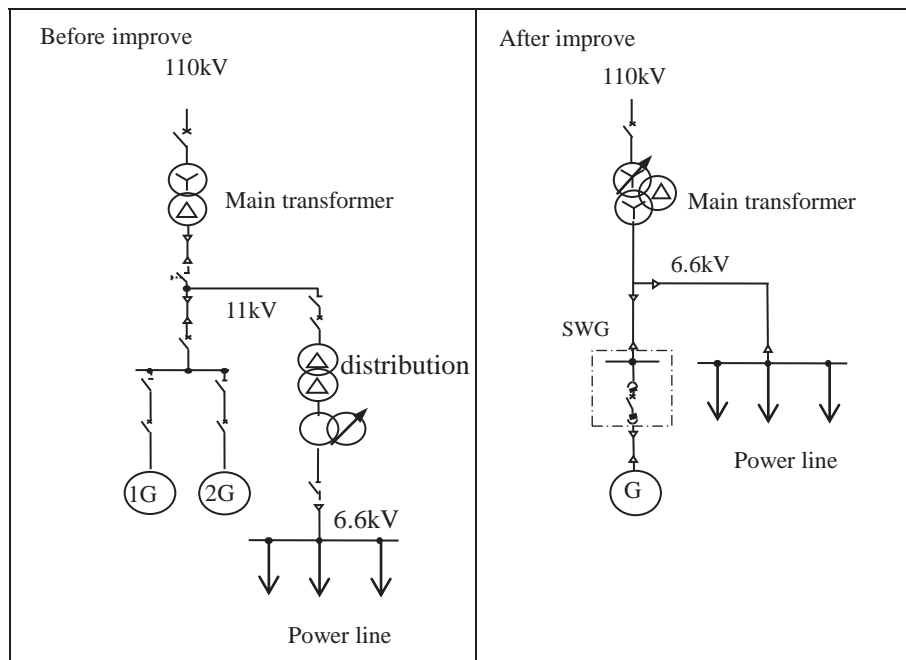 Before improve
110kV
Main transformer
11kV
distribution
1G
2G
6.6kV
Power line
After improve
110kV
Main transformer
6.6kV
SWG
Power line
G